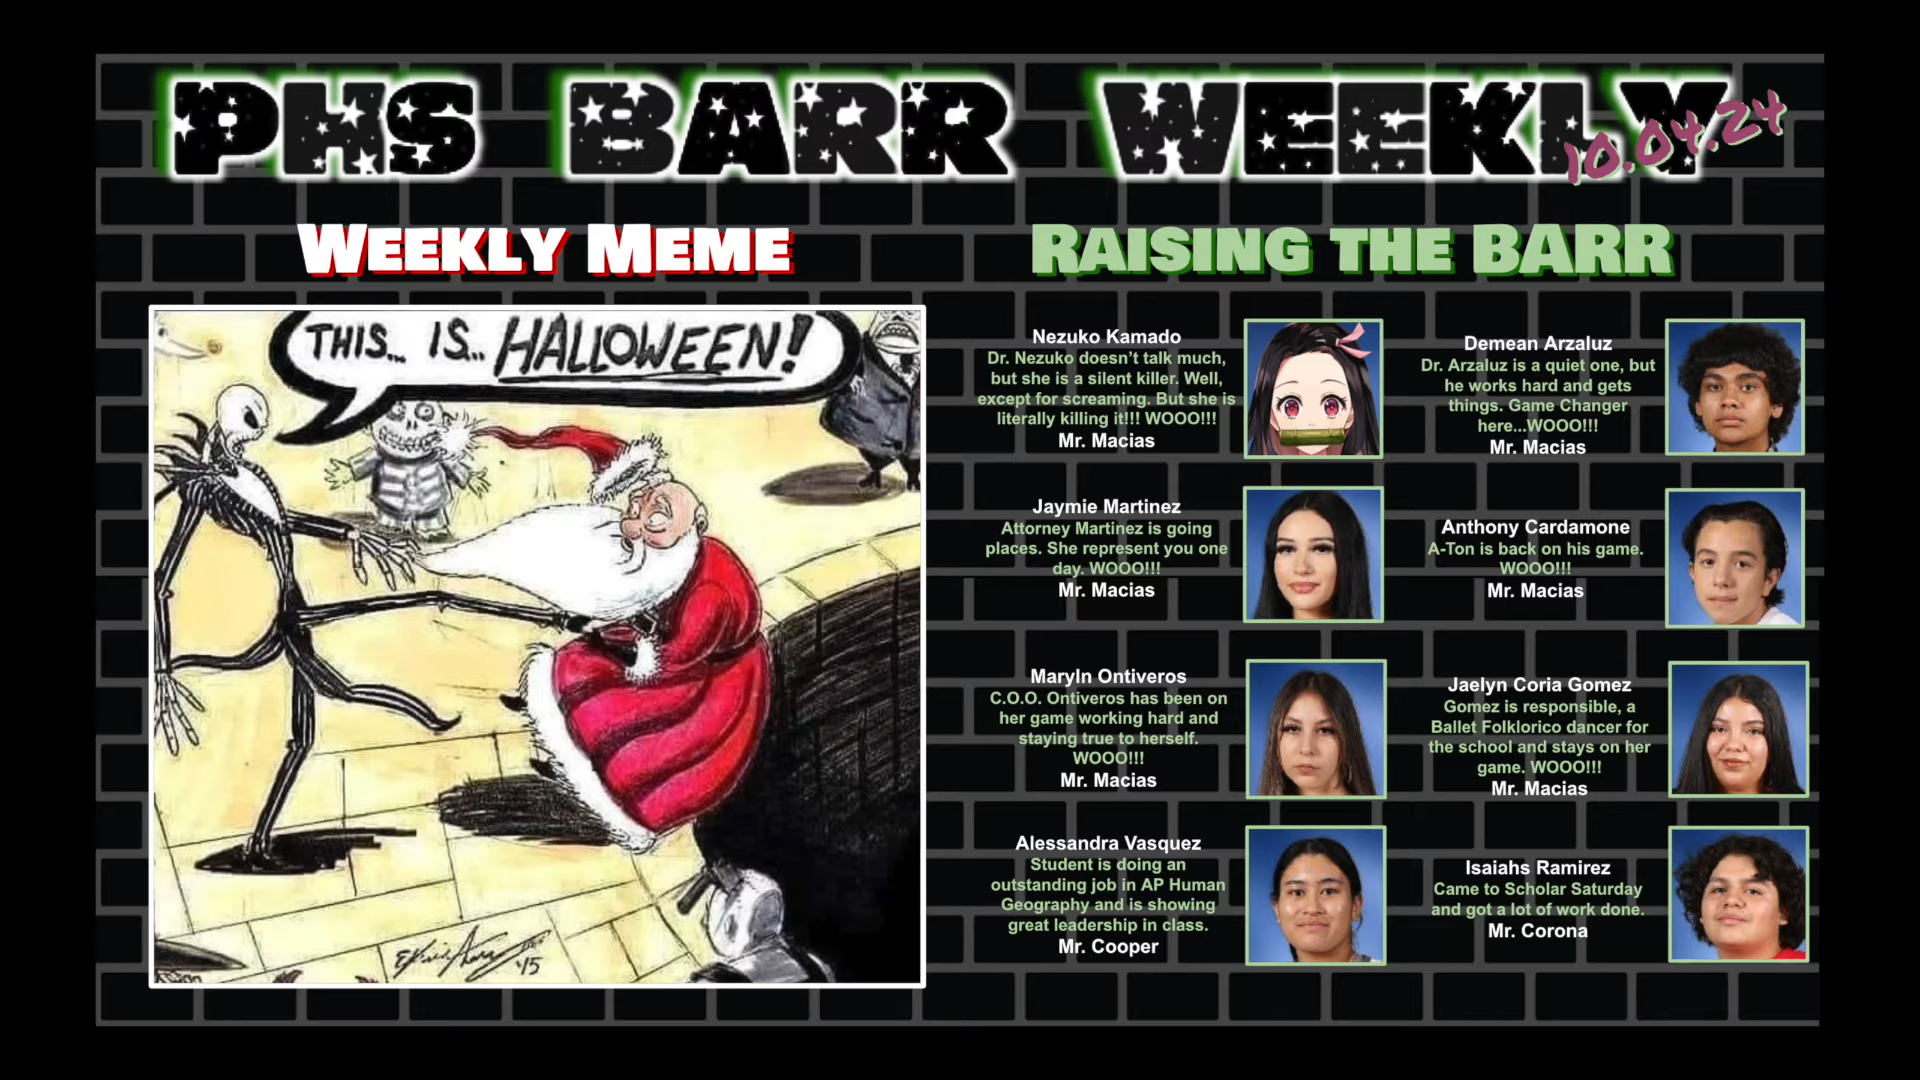 PHS BARR WEEKLY
10.04.24
WEEKLY MEME
THIS... IS... HALLOWEEN!
'15
RAISING THE BARR
Nezuko Kamado
Dr. Nezuko doesn't talk much,
but she is a silent killer. Well,
except for screaming. But she is
literally killing it!!! WOOO!!!
Mr. Macias
Demean Arzaluz
Dr. Arzaluz is a quiet one, but
he works hard and gets
things. Game Changer
here...WOOO!!!
Mr. Macias
Jaymie Martinez
Attorney Martinez is going
places. She represent you one
day. WOOO!!!
Mr. Macias
Anthony Cardamone
A-Ton is back on his game.
WOOO!!!
Mr. Macias
Maryln Ontiveros
C.O.O. Ontiveros has been on
her game working hard and
staying true to herself.
WOOO!!!
Mr. Macias
Jaelyn Coria Gomez
Gomez is responsible, a
Ballet Folklorico dancer for
the school and stays on her
game. WOOO!!!
Mr. Macias
Alessandra Vasquez
Student is doing an
outstanding job in AP Human
Geography and is showing
great leadership in class.
Mr. Cooper
Isaiahs Ramirez
Came to Scholar Saturday
and got a lot of work done.
Mr. Corona